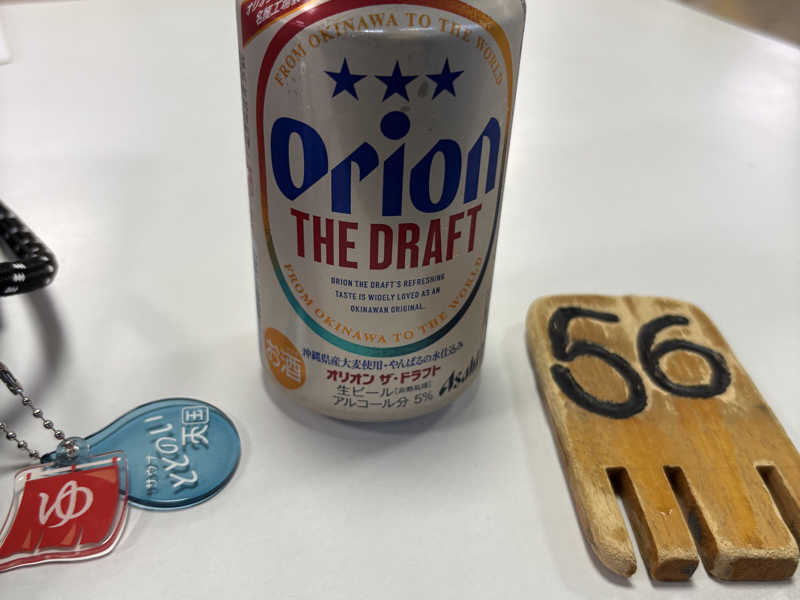 FROM OKINAWA TO THE WORLD
Orion
THE DRAFT
ORION THE DRAFT'S REFRESHING
TASTE IS WIDELY LOVED AS AN
OKINAWAN ORIGINAL.
FROM OKINAWA TO THE WORLD
お酒
沖縄県産大麦使用・やんばるの水仕込み
オリオン ザ・ドラフト
生ビール
アルコール分 5%
Asahi
56
ゆ